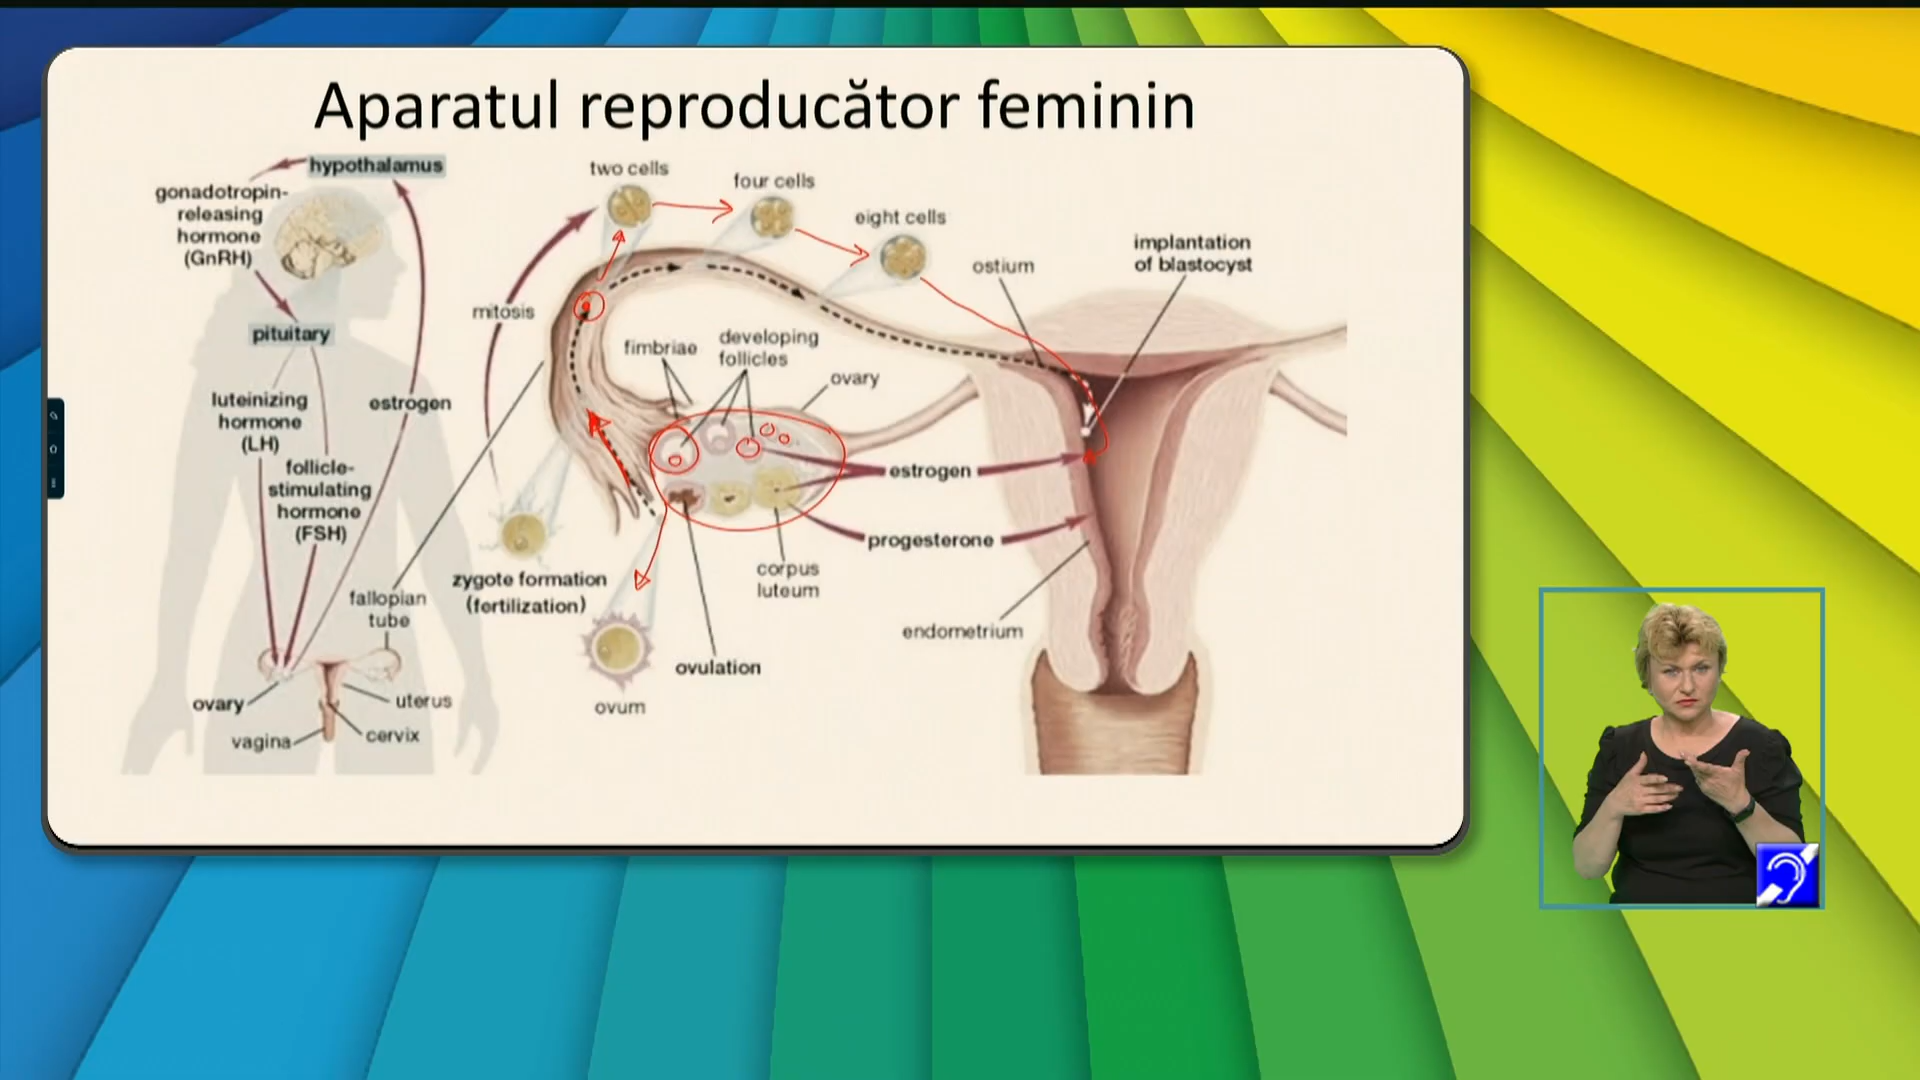 Aparatul reproducător feminin
hypothalamus
gonadotropin-
releasing
hormone
(GnRH)
pituitary
luteinizing
hormone
(LH)
estrogen
follicle-
stimulating
hormone
(FSH)
fallopian
tube
ovary
uterus
vagina
cervix
two cells
four cells
eight cells
mitosis
ostium
implantation
of blastocyst
fimbriae
developing
follicles
ovary
estrogen
progesterone
zygote formation
(fertilization)
corpus
luteum
endometrium
ovulation
ovum